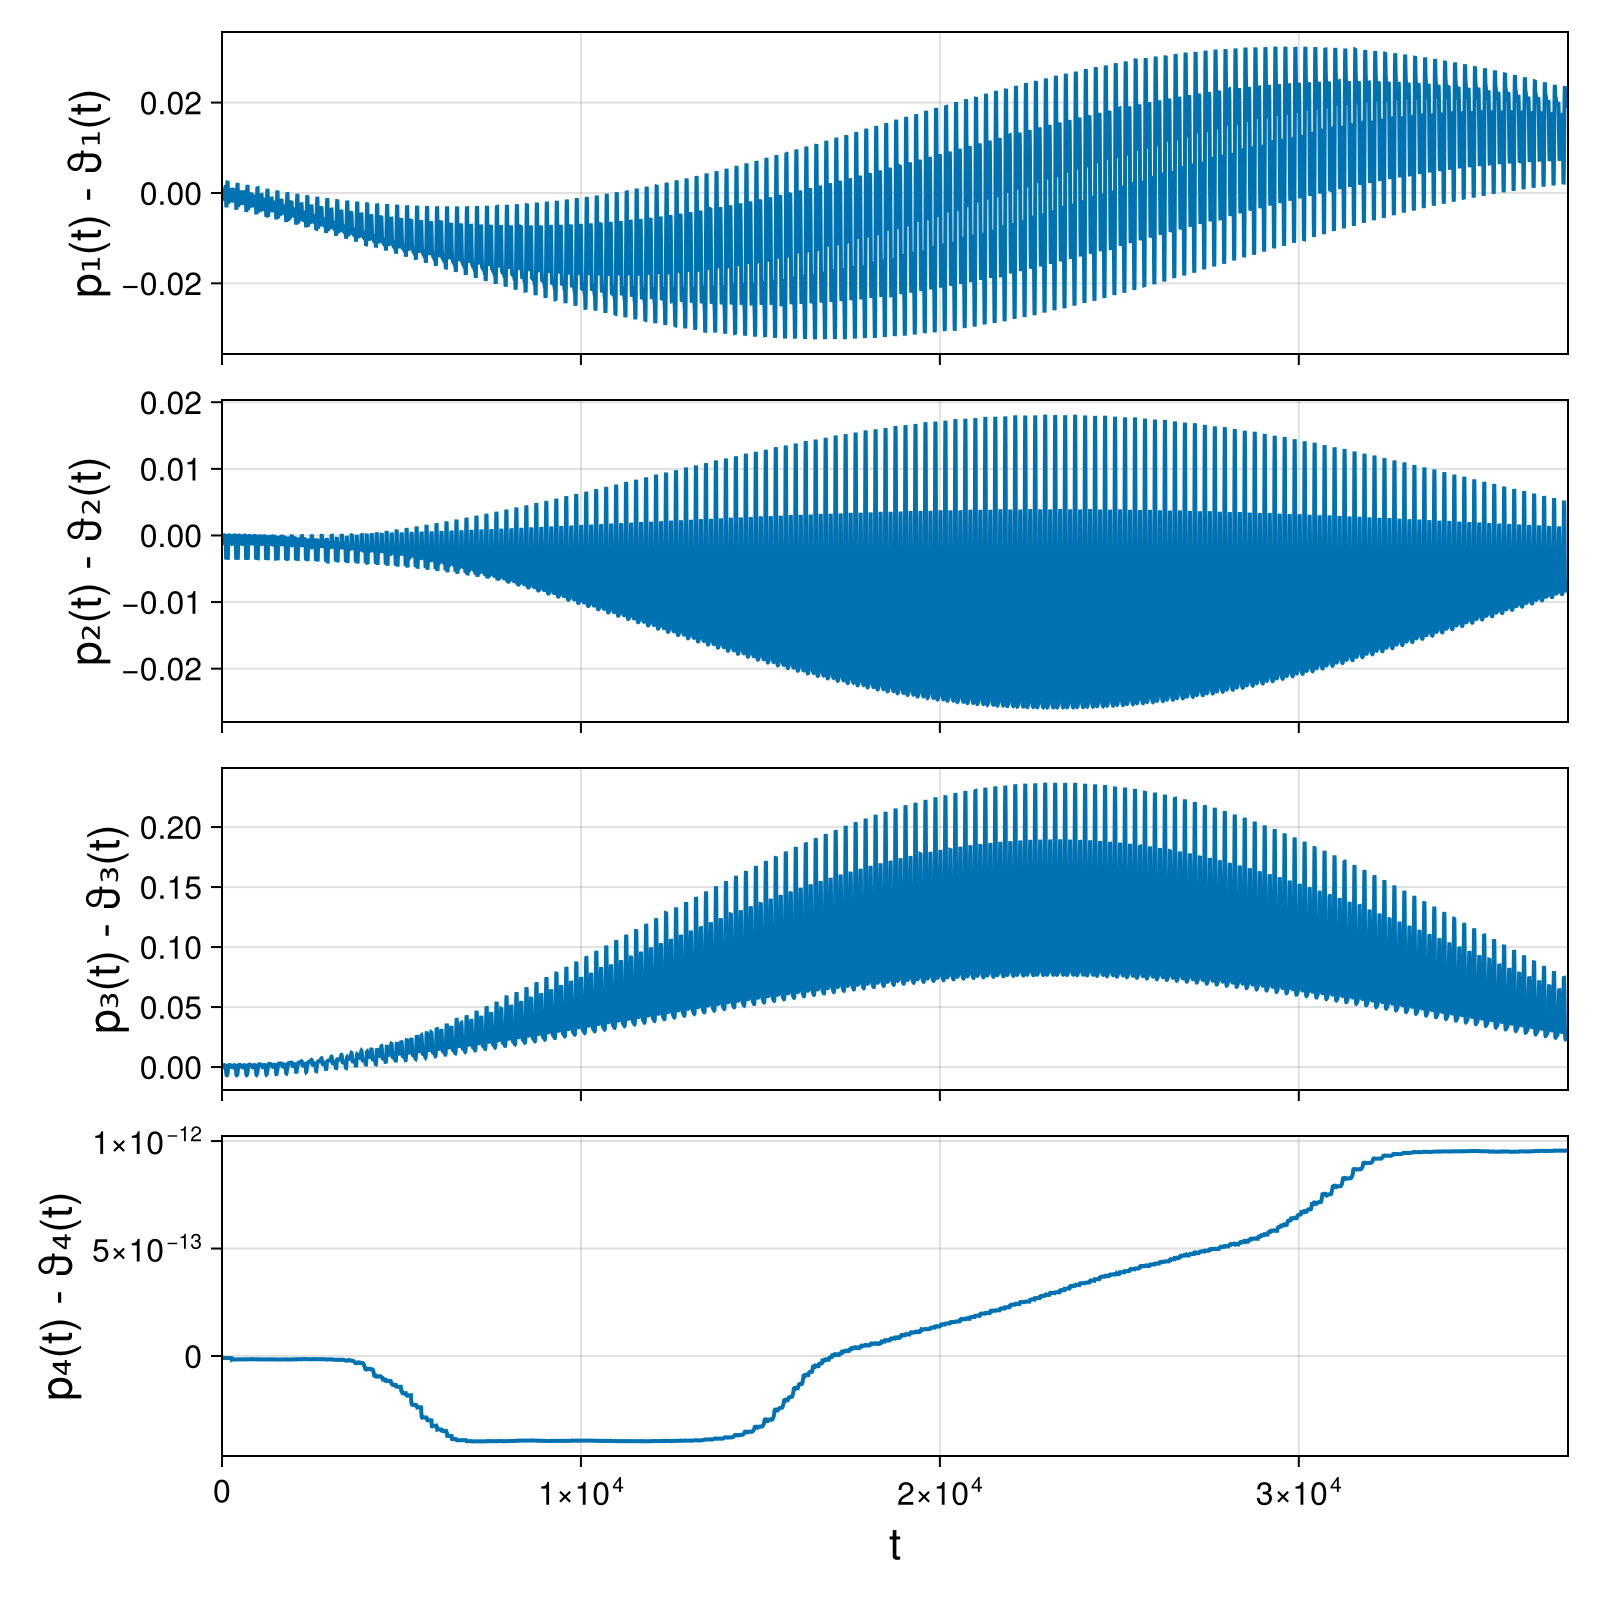 p₁(t) - ϑ₁(t)
0.02
0.00
−0.02
p₂(t) - ϑ₂(t)
0.02
0.01
0.00
−0.01
−0.02
p₃(t) - ϑ₃(t)
0.20
0.15
0.10
0.05
0.00
p₄(t) - ϑ₄(t)
1×10⁻¹²
5×10⁻¹³
0
0 1×10⁴ 2×10⁴ 3×10⁴
t